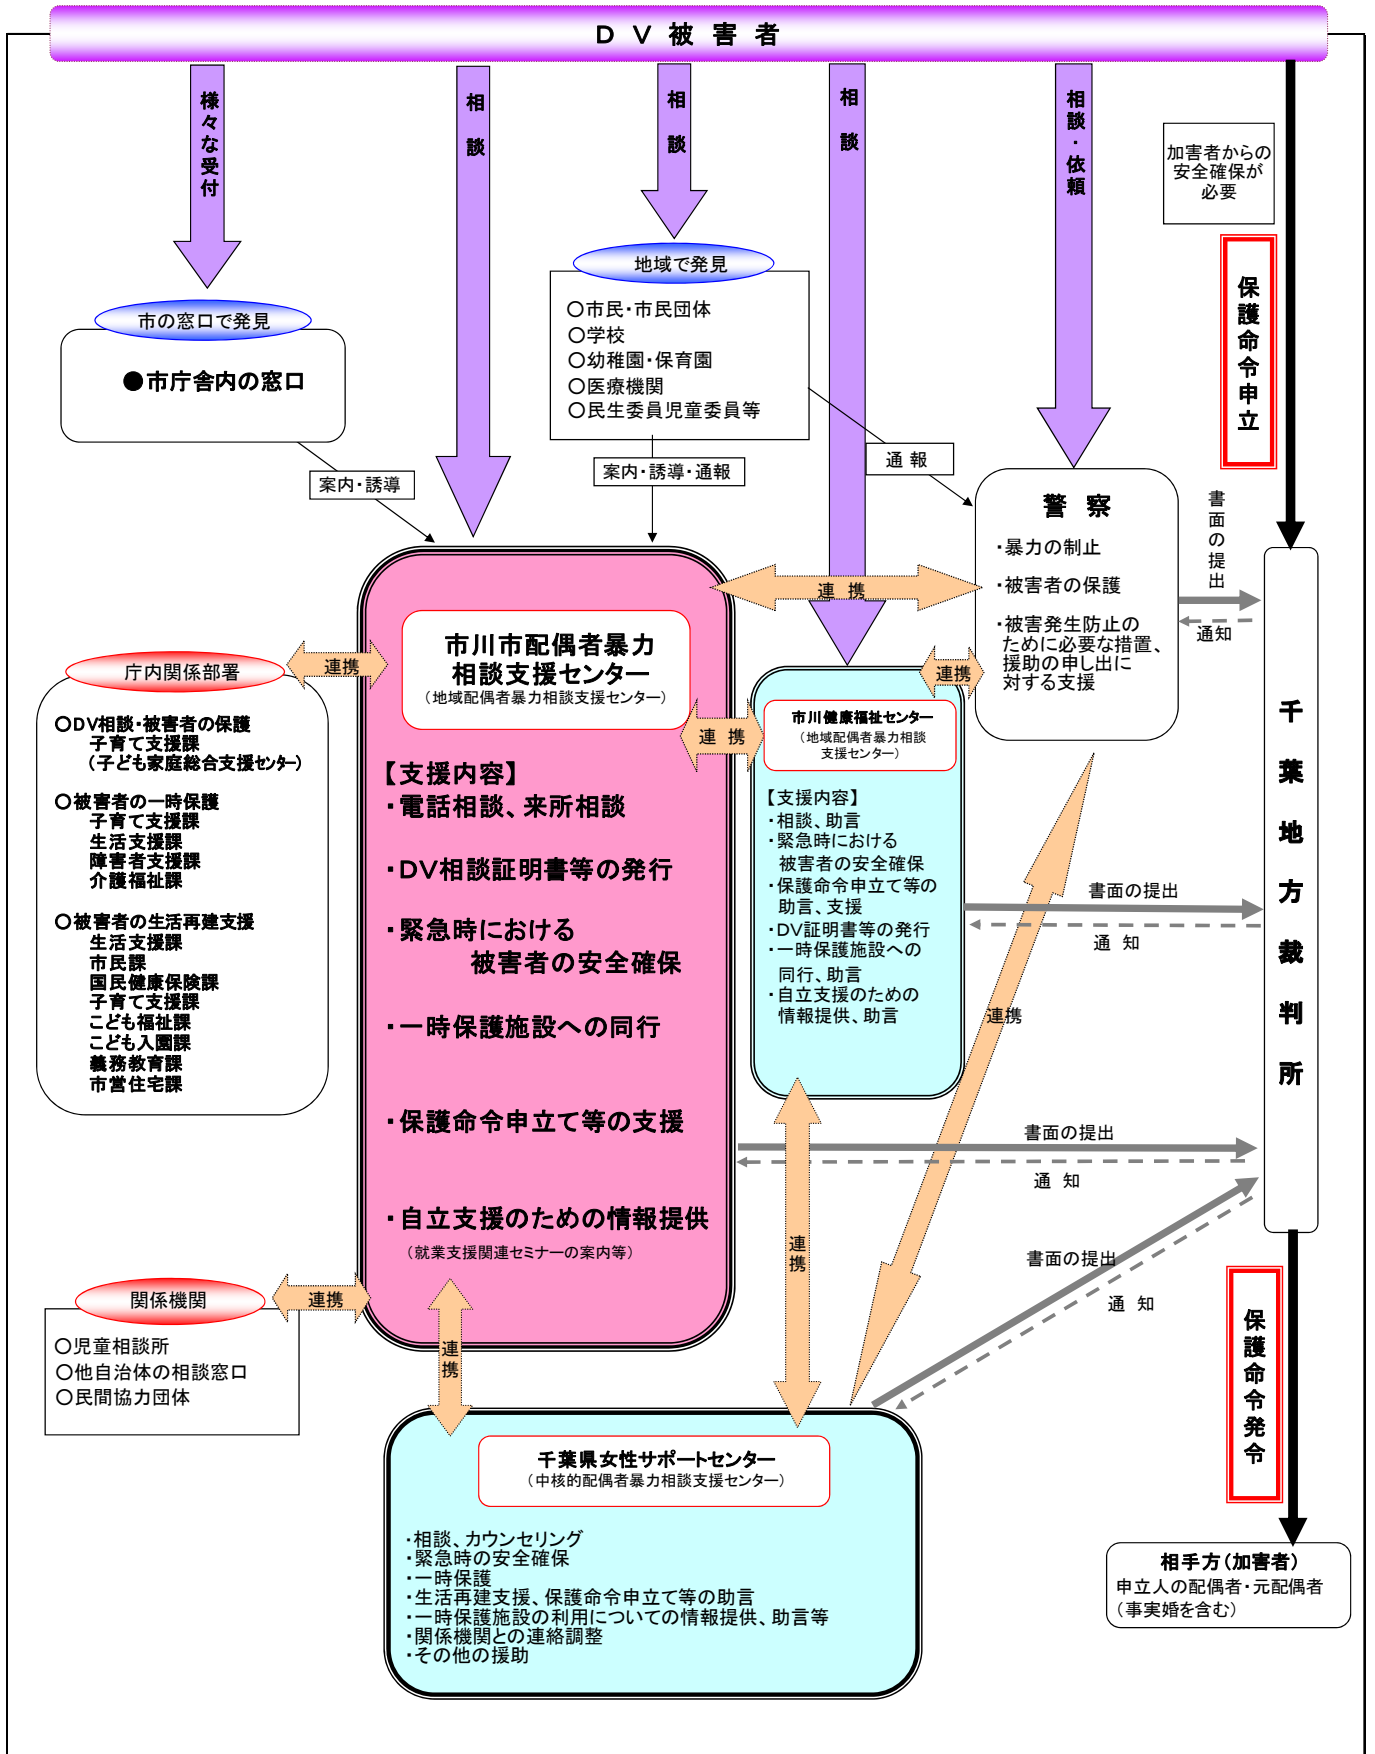 DV被害者
様々な受付
相談
相談
相談
相談・依頼
加害者からの
安全確保が
必要
保護命令申立
地域で発見
○市民・市民団体
○学校
○幼稚園・保育園
○医療機関
○民生委員児童委員等
市の窓口で発見
●市庁舎内の窓口
案内・誘導
案内・誘導・通報
通報
警察
・暴力の制止
・被害者の保護
・被害発生防止の
ために必要な措置、
援助の申し出に
対する支援
書面の提出
通知
連携
市川市配偶者暴力
相談支援センター
（地域配偶者暴力相談支援センター）
【支援内容】
・電話相談、来所相談
・DV相談証明書等の発行
・緊急時における
被害者の安全確保
・一時保護施設への同行
・保護命令申立て等の支援
・自立支援のための情報提供
（就業支援関連セミナーの案内等）
連携
庁内関係部署
○DV相談・被害者の保護
子育て支援課
（子ども家庭総合支援センター）
○被害者の一時保護
子育て支援課
生活支援課
障害者支援課
介護福祉課
○被害者の生活再建支援
生活支援課
市民課
国民健康保険課
子育て支援課
こども福祉課
こども入園課
義務教育課
市営住宅課
連携
連携
市川健康福祉センター
（地域配偶者暴力相談
支援センター）
【支援内容】
・相談、助言
・緊急時における
被害者の安全確保
・保護命令申立て等の
助言、支援
・DV証明書等の発行
・一時保護施設への
同行、助言
・自立支援のための
情報提供、助言
千葉地方裁判所
書面の提出
通知
連携
書面の提出
通知
連携
書面の提出
通知
関係機関
連携
○児童相談所
○他自治体の相談窓口
○民間協力団体
連携
保護命令発令
千葉県女性サポートセンター
（中核的配偶者暴力相談支援センター）
・相談、カウンセリング
・緊急時の安全確保
・一時保護
・生活再建支援、保護命令申立て等の助言
・一時保護施設の利用についての情報提供、助言等
・関係機関との連絡調整
・その他の援助
相手方（加害者）
申立人の配偶者・元配偶者
（事実婚を含む）